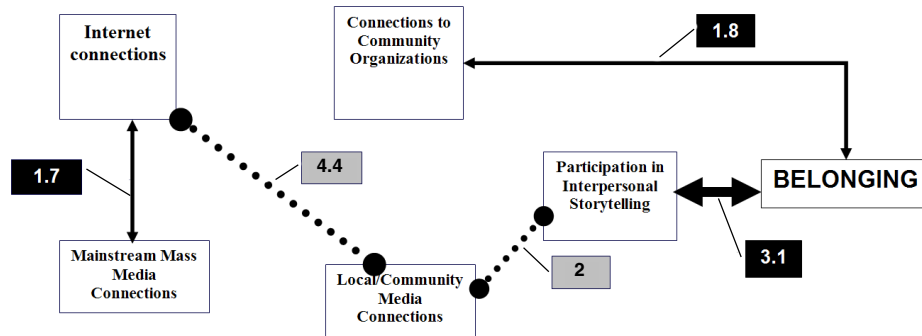 Internet
connections
Connections to
Community
Organizations
1.8
4.4
1.7
Participation in
Interpersonal
Storytelling
BELONGING
Mainstream Mass
Media
Connections
Local/Community
Media
Connections
2
3.1